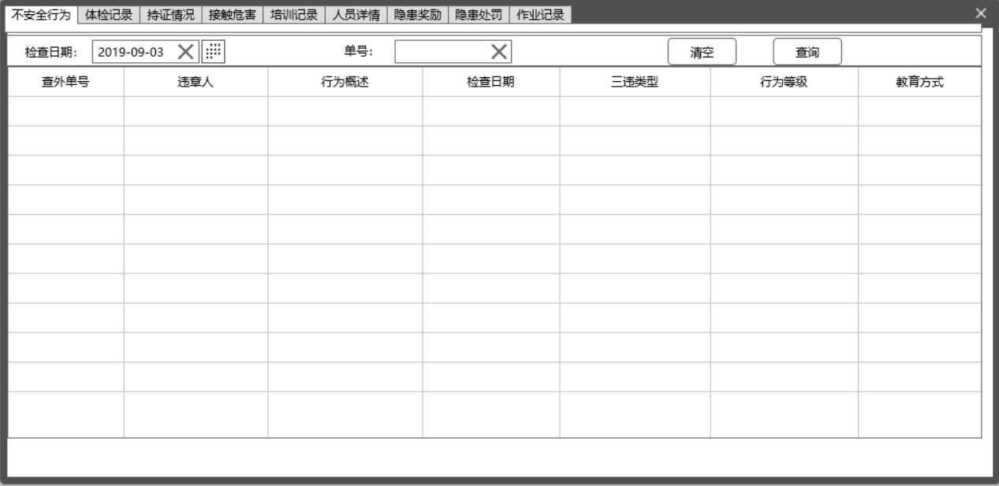 不安全行为 体检记录 持证情况 接触危害 培训记录 人员详情 隐患奖励 隐患处罚 作业记录
检查日期: 2019-09-03 单号: 清空 查询
查外单号 违章人 行为概述 检查日期 三违类型 行为等级 教育方式